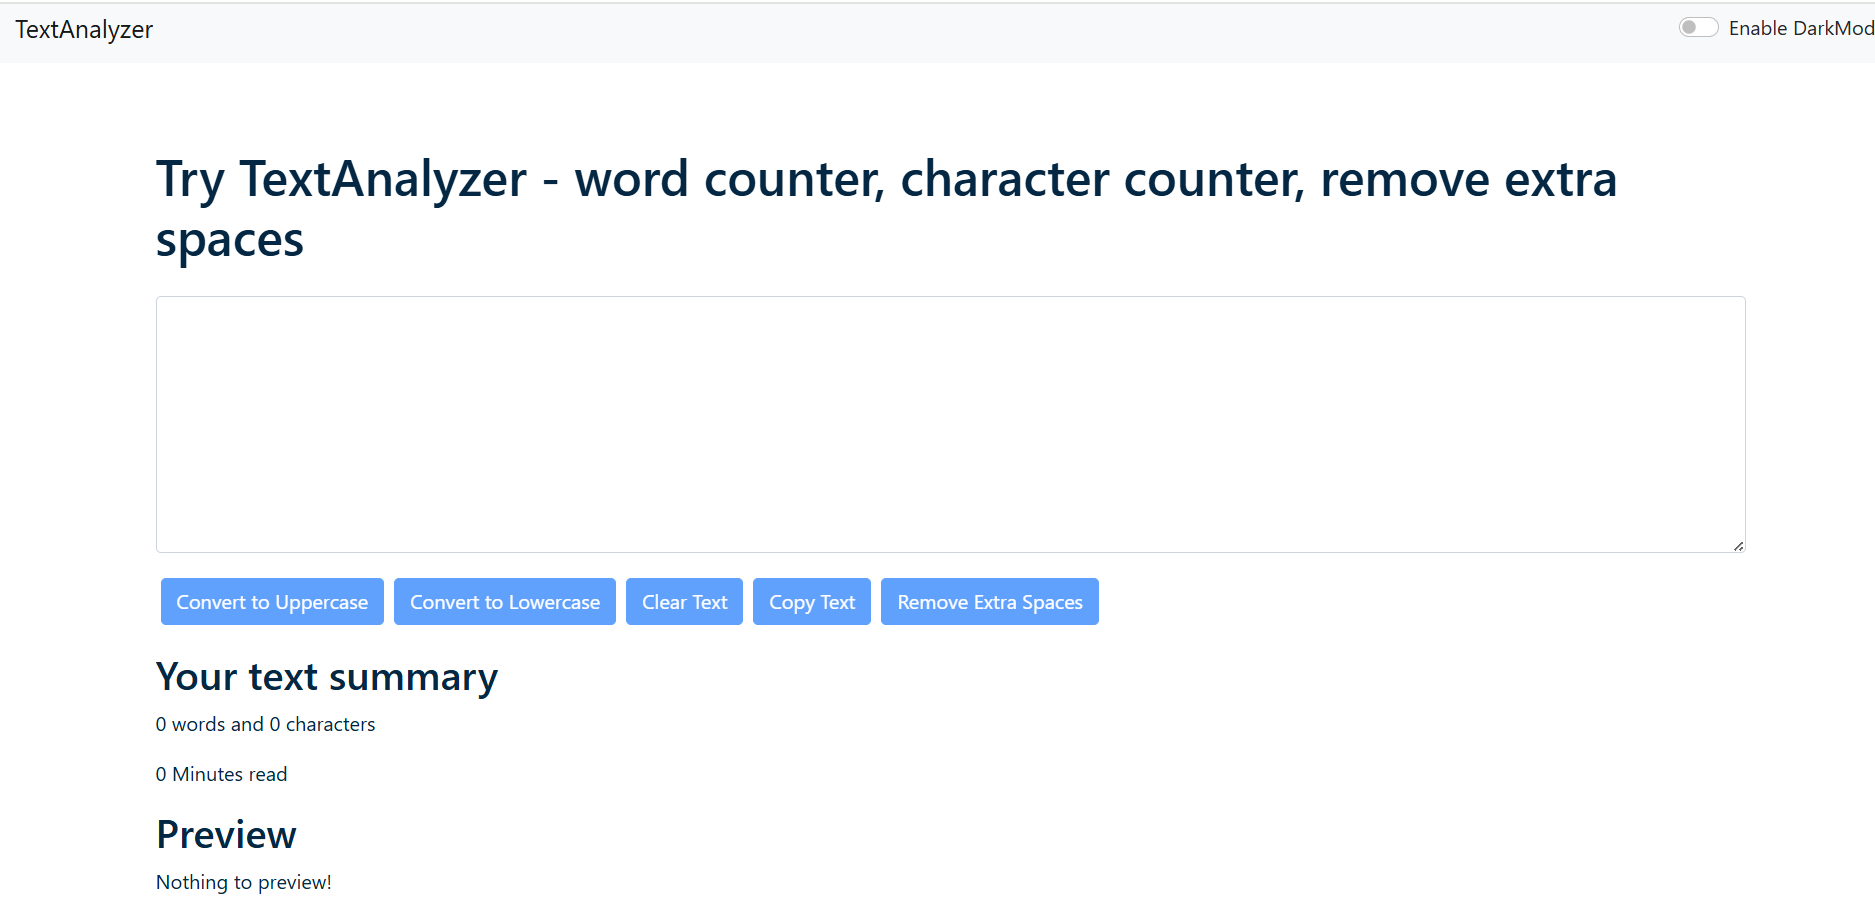 TextAnalyzer
Enable DarkMod
Try TextAnalyzer - word counter, character counter, remove extra
spaces
Convert to Uppercase
Convert to Lowercase
Clear Text
Copy Text
Remove Extra Spaces
Your text summary
0 words and 0 characters
0 Minutes read
Preview
Nothing to preview!